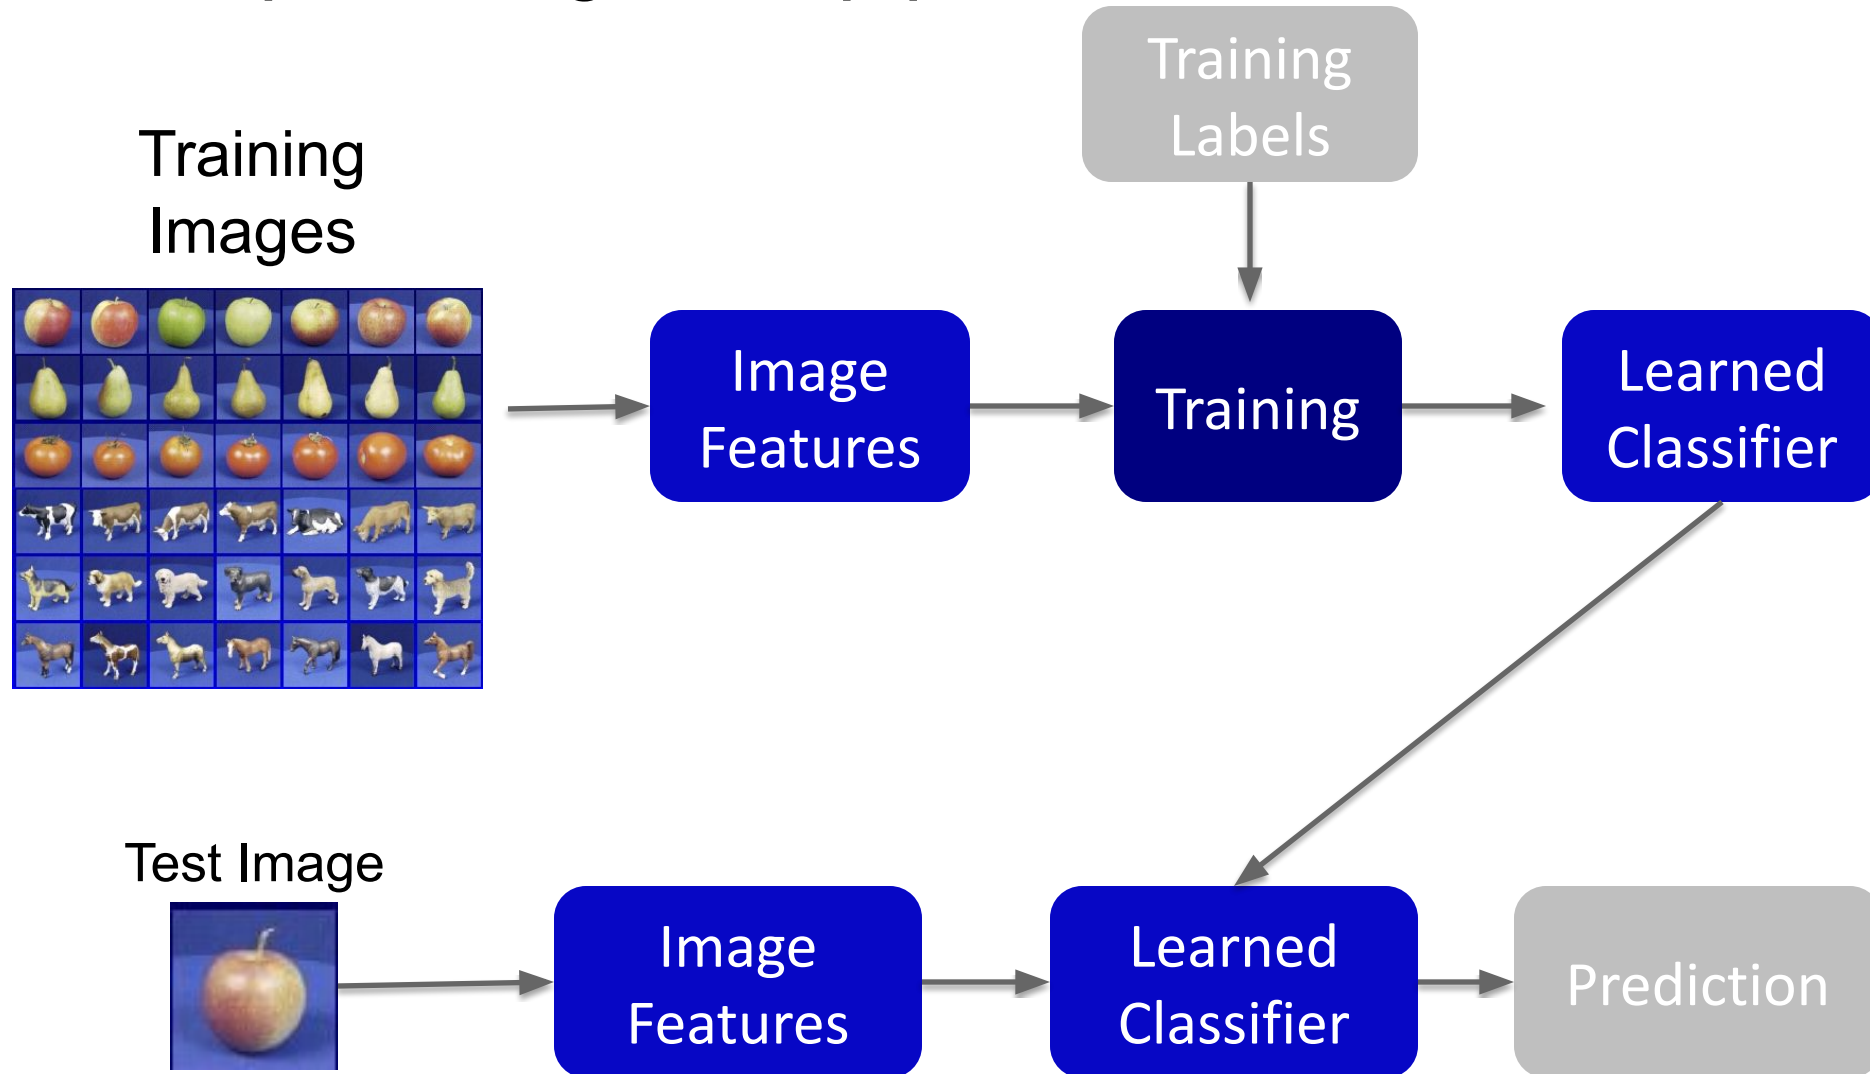 Training
Labels
Training
Images
Image
Features
Training
Learned
Classifier
Test Image
Image
Features
Learned
Classifier
Prediction